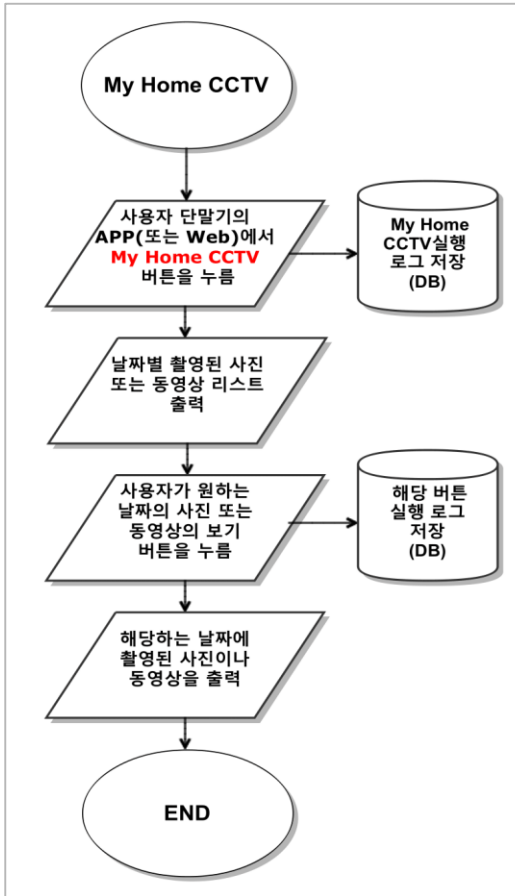 My Home CCTV
사용자 단말기의
APP(또는 Web)에서
My Home CCTV
버튼을 누름
My Home
CCTV실행
로그 저장
(DB)
날짜별 촬영된 사진
또는 동영상 리스트
출력
사용자가 원하는
날짜의 사진 또는
동영상의 보기
버튼을 누름
해당 버튼
실행 로그
저장
(DB)
해당하는 날짜에
촬영된 사진이나
동영상을 출력
END